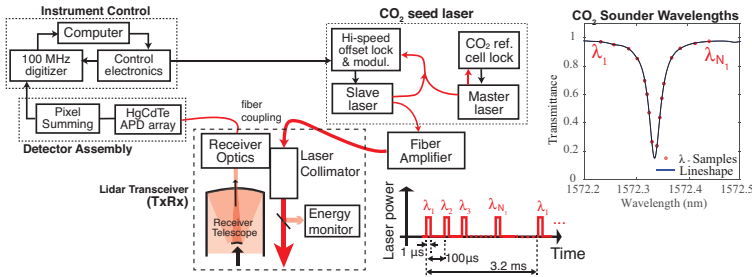 Instrument Control
Computer
100 MHz
digitizer
Control
electronics
Pixel
Summing
HgCdTe
APD array
Detector Assembly
fiber
coupling
CO2 seed laser
Hi-speed
offset lock
& modul.
CO2 ref.
cell lock
Slave
laser
Master
laser
Fiber
Amplifier
Receiver
Optics
Laser
Collimator
Lidar Transceiver
(TxRx)
Receiver
Telescope
Energy
monitor
Laser power
λ1
λ2
λ3
λN1
λ1
...
Time
1 μs
100μs
3.2 ms
CO2 Sounder Wavelengths
λ1
λN1
Transmittance
1
0.8
0.6
0.4
0.2
0
λ- Samples
Lineshape
1572.2
1572.3
1572.4
1572.5
Wavelength (nm)